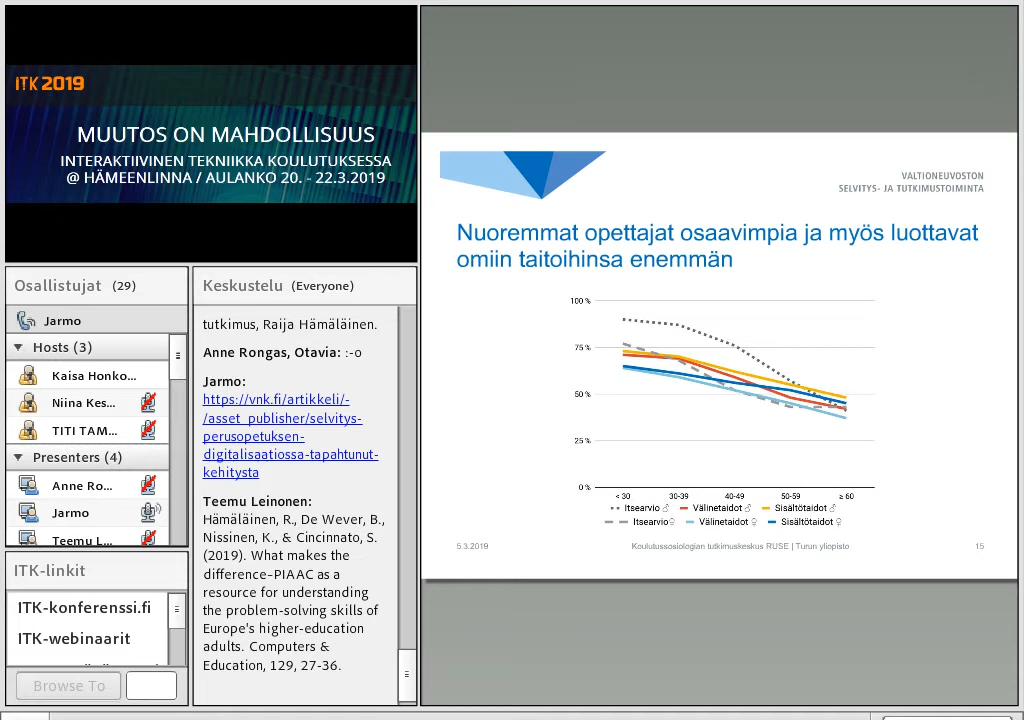 ITK 2019
MUUTOS ON MAHDOLLISUUS
INTERAKTIIVINEN TEKNIIKKA KOULUTUKSESSA
@ HÄMEENLINNA / AULANKO 20. - 22.3.2019
Osallistujat (29)
Jarmo
Hosts (3)
Kaisa Honko...
Niina Kes...
TITI TAM...
Presenters (4)
Anne Ro...
Jarmo
Teemu L...
ITK-linkit
ITK-konferenssi.fi
ITK-webinaarit
Browse To
Keskustelu (Everyone)
tutkimus, Raija Hämäläinen.
Anne Rongas, Otavia: :-o
Jarmo:
https://vnk.fi/artikkeli/-
/asset_publisher/selvitys-
perusopetuksen-
digitalisaatiossa-tapahtunut-
kehitysta
Teemu Leinonen:
Hämäläinen, R., De Wever, B.,
Nissinen, K., & Cincinnato, S.
(2019). What makes the
difference–PIAAC as a
resource for understanding
the problem-solving skills of
Europe's higher-education
adults. Computers &
Education, 129, 27-36.
VALTIONEUVOSTON
SELVITYS- JA TUTKIMUSTOIMINTA
Nuoremmat opettajat osaavimpia ja myös luottavat
omiin taitoihinsa enemmän
100 %
75 %
50 %
25 %
0 %
< 30 30-39 40-49 50-59 ≥ 60
Itsearvio ♂ Välinetaidot ♂ Sisältötaidot ♂
Itsearvio ♀ Välinetaidot ♀ Sisältötaidot ♀
5.3.2019 Koulutussosiologian tutkimuskeskus RUSE | Turun yliopisto 15